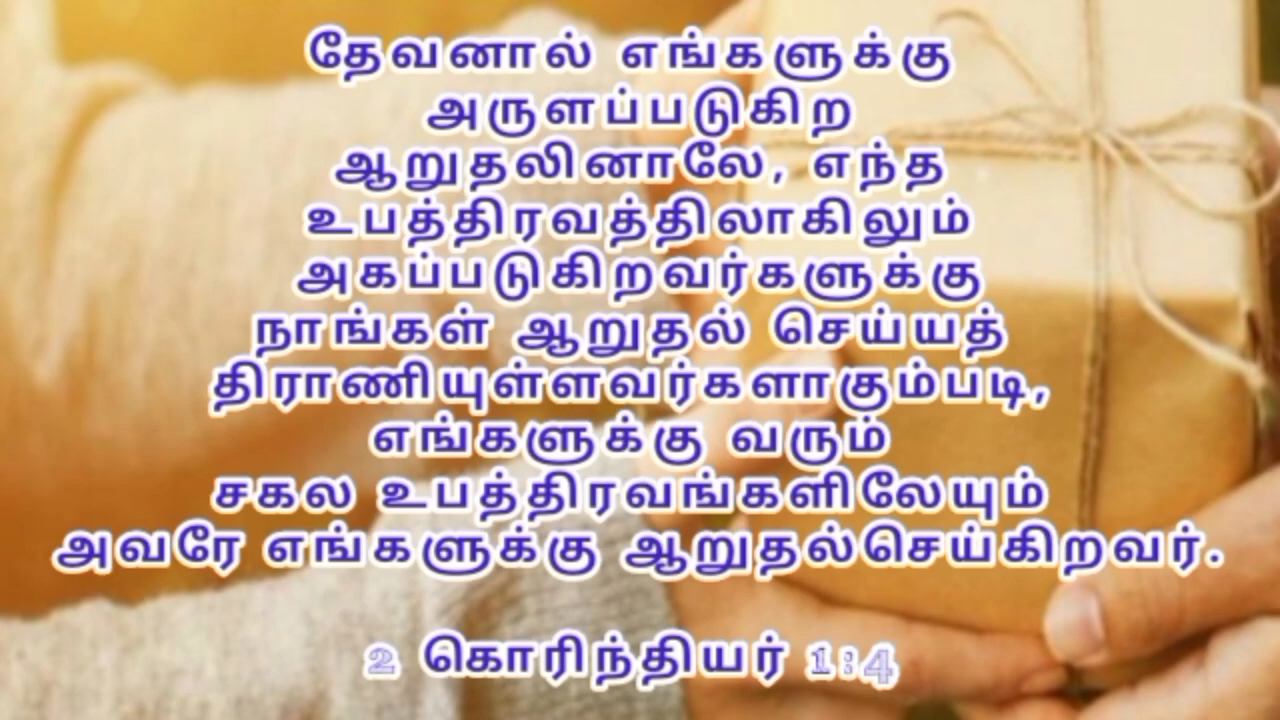 தேவனால் எங்களுக்கு
அருளப்படுகிற
ஆறுதலினாலே, எந்த
உபத்திரவத்திலாகிலும்
அகப்படுகிறவர்களுக்கு
நாங்கள் ஆறுதல் செய்யத்
திராணியுள்ளவர்களாகும்படி,
எங்களுக்கு வரும்
சகல உபத்திரவங்களிலேயும்
அவரே எங்களுக்கு ஆறுதல்செய்கிறவர்.
2 கொரிந்தியர் 1:4